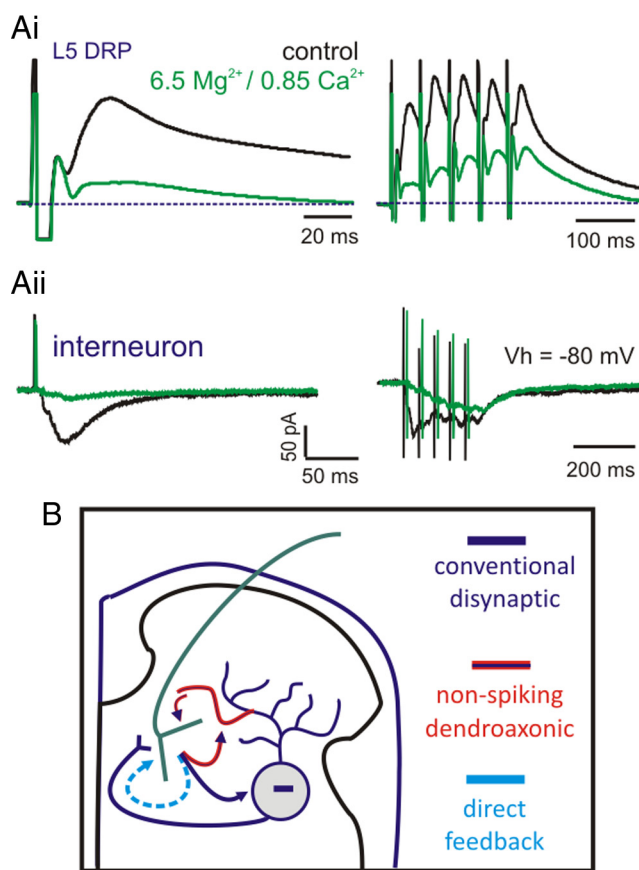 Ai
L5 DRP
control
6.5 Mg²⁺ / 0.85 Ca²⁺
20 ms
100 ms
Aii
interneuron
Vh = -80 mV
50 pA
50 ms
200 ms
B
conventional
disynaptic
non-spiking
dendroaxonic
direct
feedback